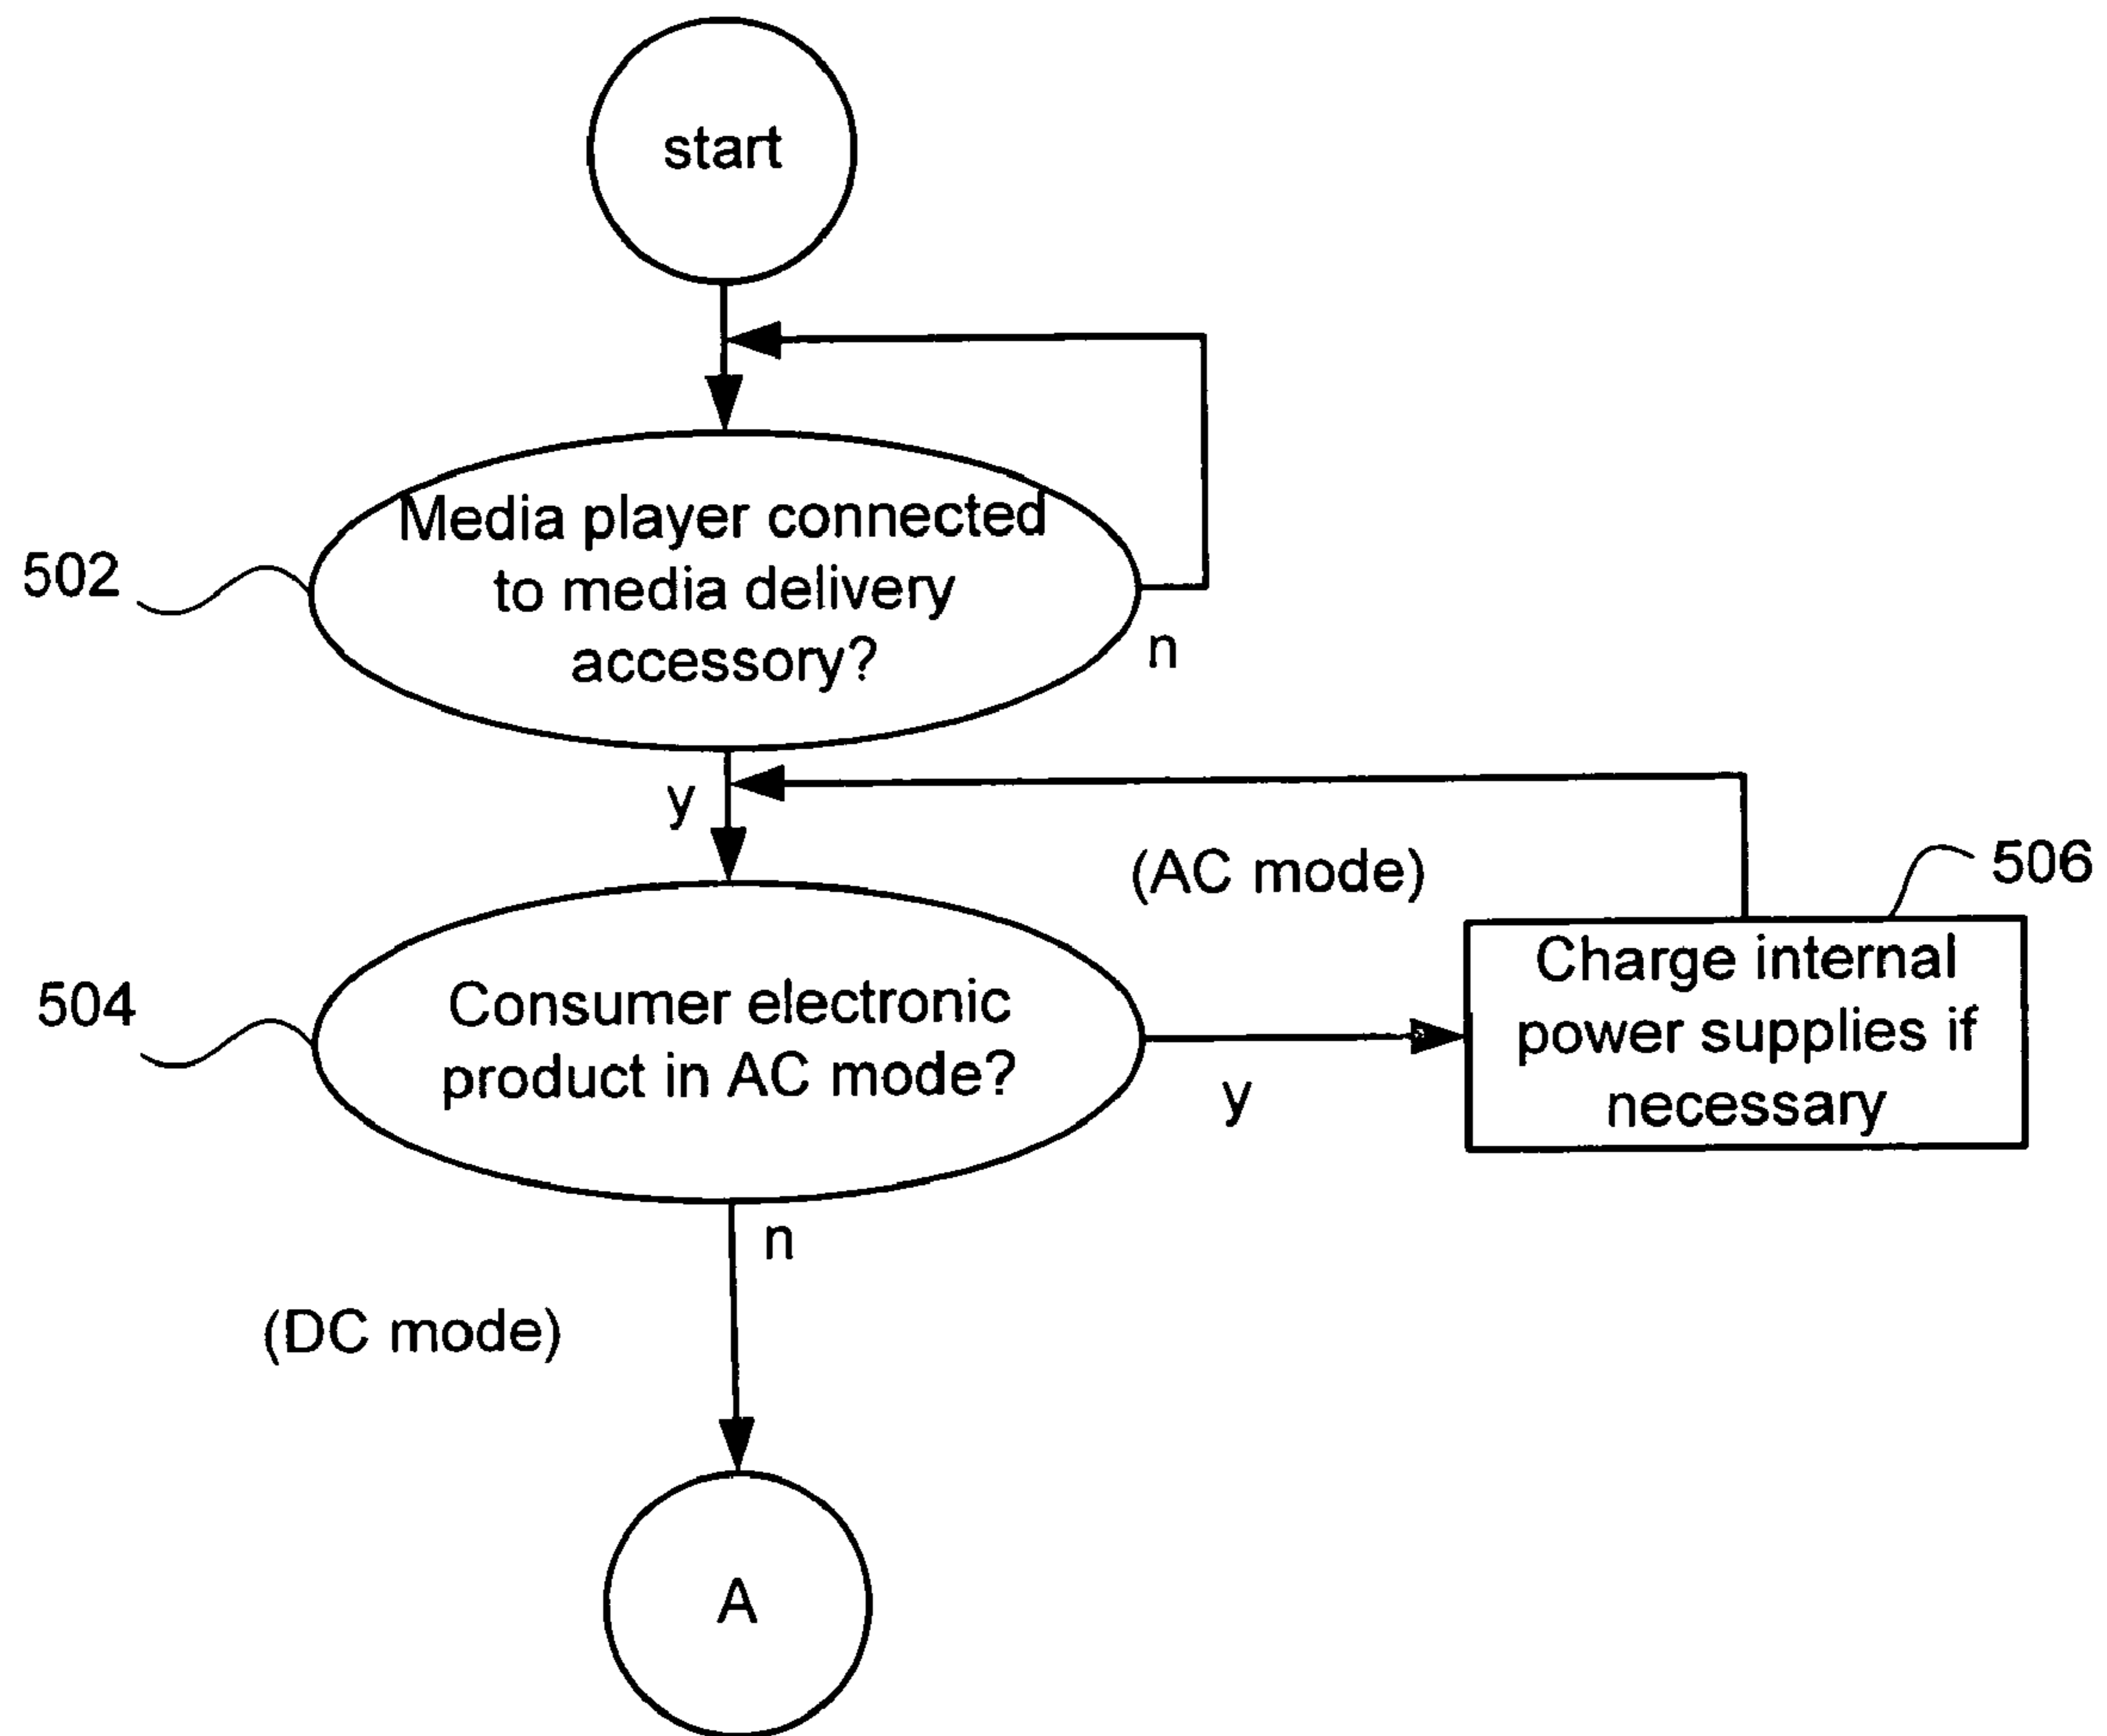 start
Media player connected
to media delivery
accessory?
502
n
y
(AC mode)
506
Charge internal
power supplies if
necessary
504
Consumer electronic
product in AC mode?
y
n
(DC mode)
A